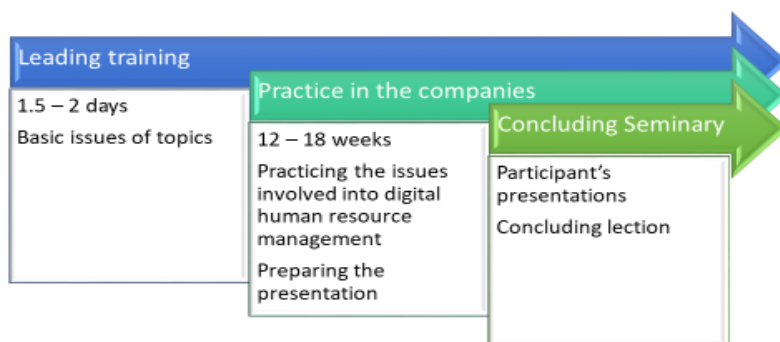 Leading training
1.5 – 2 days
Basic issues of topics
Practice in the companies
12 – 18 weeks
Practicing the issues
involved into digital
human resource
management
Preparing the
presentation
Concluding Seminary
Participant's
presentations
Concluding lection